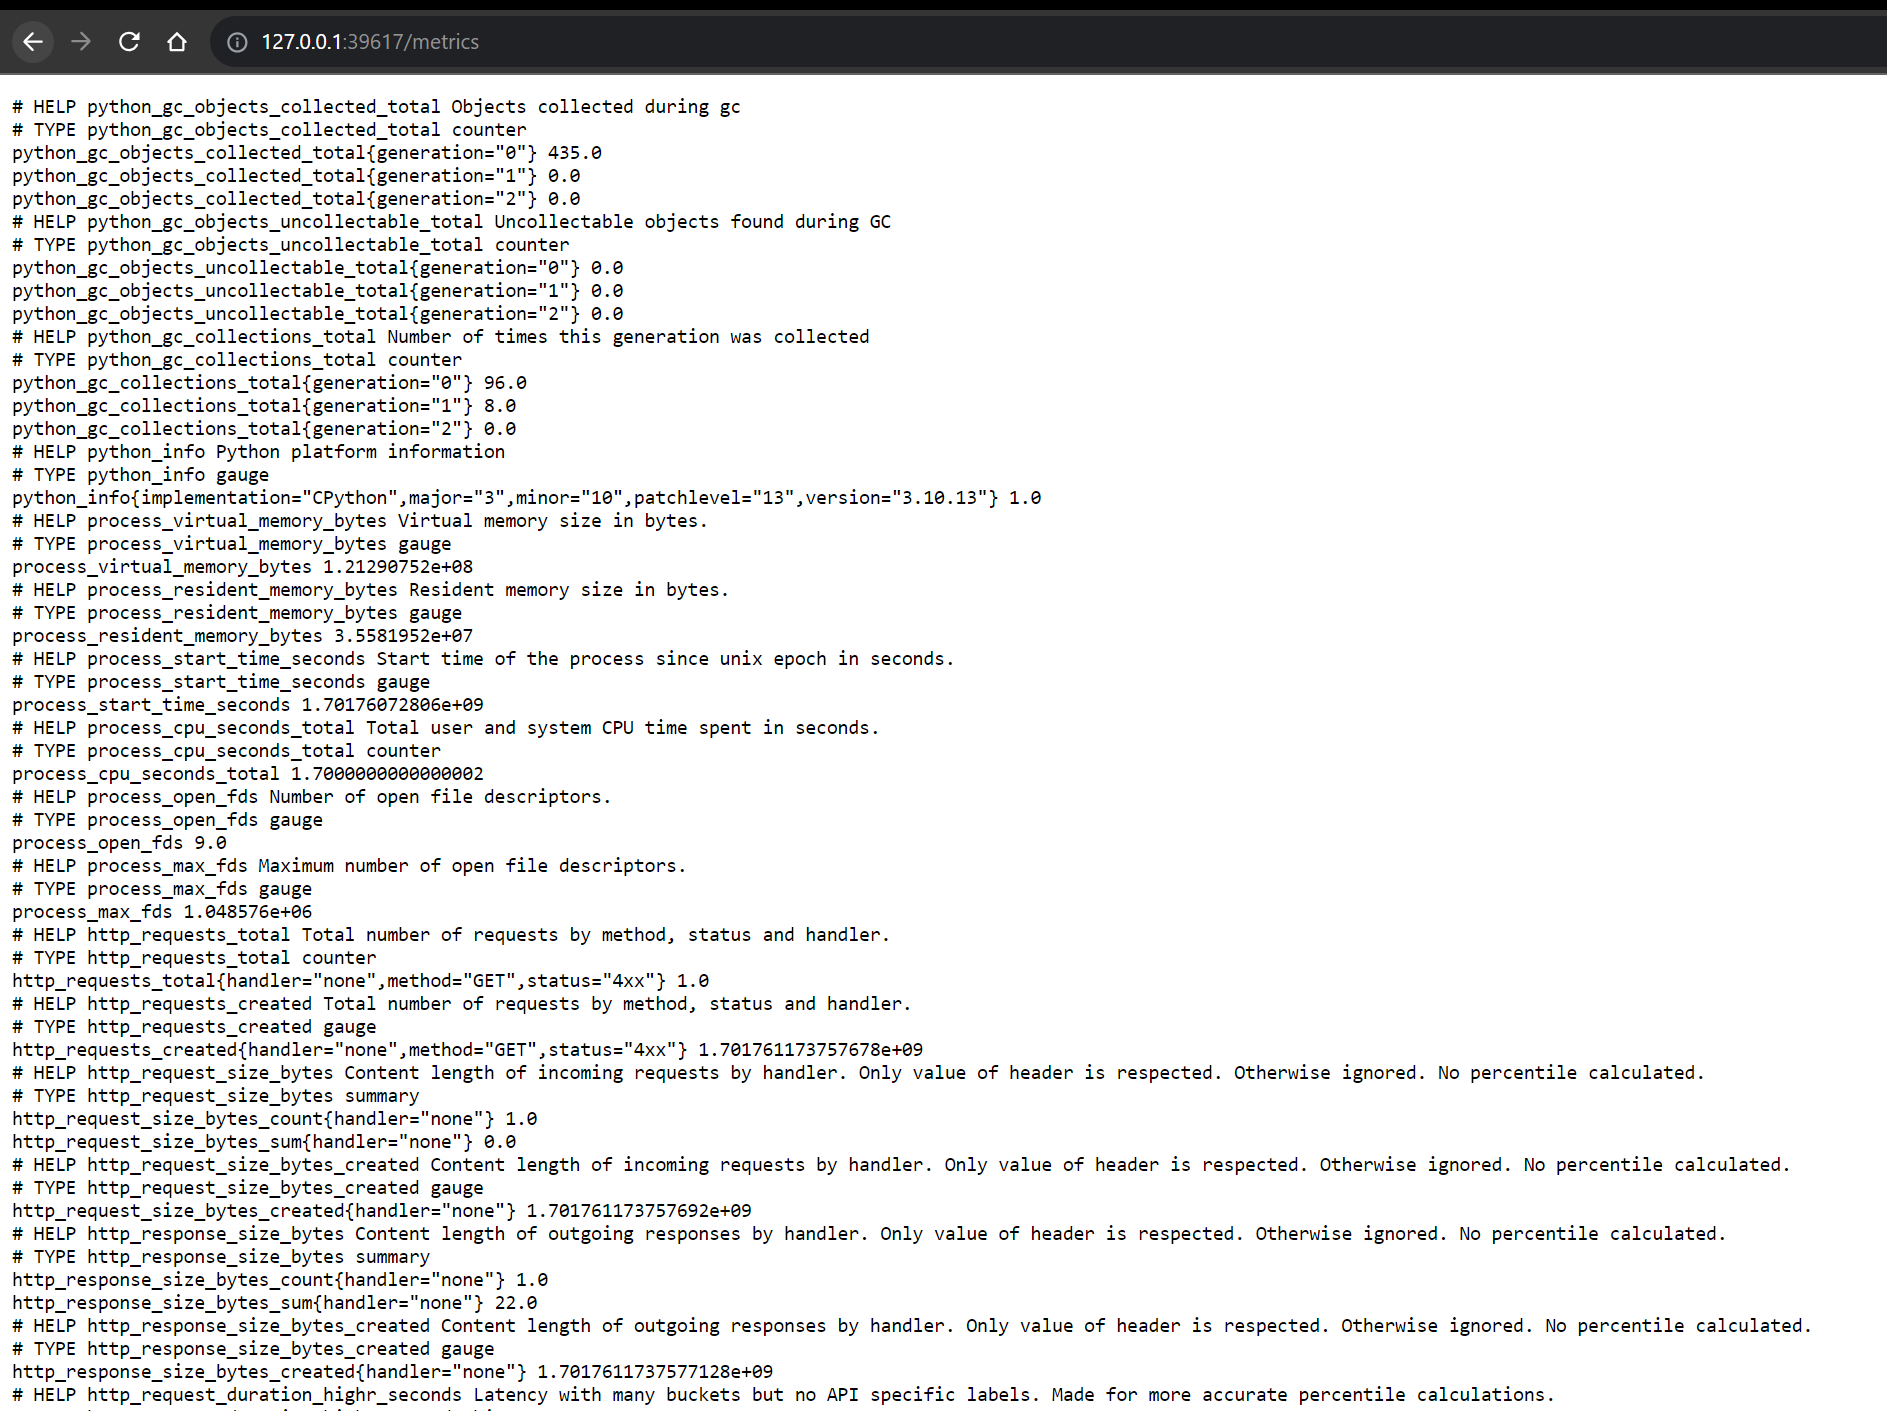 127.0.0.1:39617/metrics
# HELP python_gc_objects_collected_total Objects collected during gc
# TYPE python_gc_objects_collected_total counter
python_gc_objects_collected_total{generation="0"} 435.0
python_gc_objects_collected_total{generation="1"} 0.0
python_gc_objects_collected_total{generation="2"} 0.0
# HELP python_gc_objects_uncollectable_total Uncollectable objects found during GC
# TYPE python_gc_objects_uncollectable_total counter
python_gc_objects_uncollectable_total{generation="0"} 0.0
python_gc_objects_uncollectable_total{generation="1"} 0.0
python_gc_objects_uncollectable_total{generation="2"} 0.0
# HELP python_gc_collections_total Number of times this generation was collected
# TYPE python_gc_collections_total counter
python_gc_collections_total{generation="0"} 96.0
python_gc_collections_total{generation="1"} 8.0
python_gc_collections_total{generation="2"} 0.0
# HELP python_info Python platform information
# TYPE python_info gauge
python_info{implementation="CPython",major="3",minor="10",patchlevel="13",version="3.10.13"} 1.0
# HELP process_virtual_memory_bytes Virtual memory size in bytes.
# TYPE process_virtual_memory_bytes gauge
process_virtual_memory_bytes 1.21290752e+08
# HELP process_resident_memory_bytes Resident memory size in bytes.
# TYPE process_resident_memory_bytes gauge
process_resident_memory_bytes 3.5581952e+07
# HELP process_start_time_seconds Start time of the process since unix epoch in seconds.
# TYPE process_start_time_seconds gauge
process_start_time_seconds 1.70176072806e+09
# HELP process_cpu_seconds_total Total user and system CPU time spent in seconds.
# TYPE process_cpu_seconds_total counter
process_cpu_seconds_total 1.7000000000000002
# HELP process_open_fds Number of open file descriptors.
# TYPE process_open_fds gauge
process_open_fds 9.0
# HELP process_max_fds Maximum number of open file descriptors.
# TYPE process_max_fds gauge
process_max_fds 1.048576e+06
# HELP http_requests_total Total number of requests by method, status and handler.
# TYPE http_requests_total counter
http_requests_total{handler="none",method="GET",status="4xx"} 1.0
# HELP http_requests_created Total number of requests by method, status and handler.
# TYPE http_requests_created gauge
http_requests_created{handler="none",method="GET",status="4xx"} 1.701761173757678e+09
# HELP http_request_size_bytes Content length of incoming requests by handler. Only value of header is respected. Otherwise ignored. No percentile calculated.
# TYPE http_request_size_bytes summary
http_request_size_bytes_count{handler="none"} 1.0
http_request_size_bytes_sum{handler="none"} 0.0
# HELP http_request_size_bytes_created Content length of incoming requests by handler. Only value of header is respected. Otherwise ignored. No percentile calculated.
# TYPE http_request_size_bytes_created gauge
http_request_size_bytes_created{handler="none"} 1.701761173757692e+09
# HELP http_response_size_bytes Content length of outgoing responses by handler. Only value of header is respected. Otherwise ignored. No percentile calculated.
# TYPE http_response_size_bytes summary
http_response_size_bytes_count{handler="none"} 1.0
http_response_size_bytes_sum{handler="none"} 22.0
# HELP http_response_size_bytes_created Content length of outgoing responses by handler. Only value of header is respected. Otherwise ignored. No percentile calculated.
# TYPE http_response_size_bytes_created gauge
http_response_size_bytes_created{handler="none"} 1.7017611737577128e+09
# HELP http_request_duration_highr_seconds Latency with many buckets but no API specific labels. Made for more accurate percentile calculations.